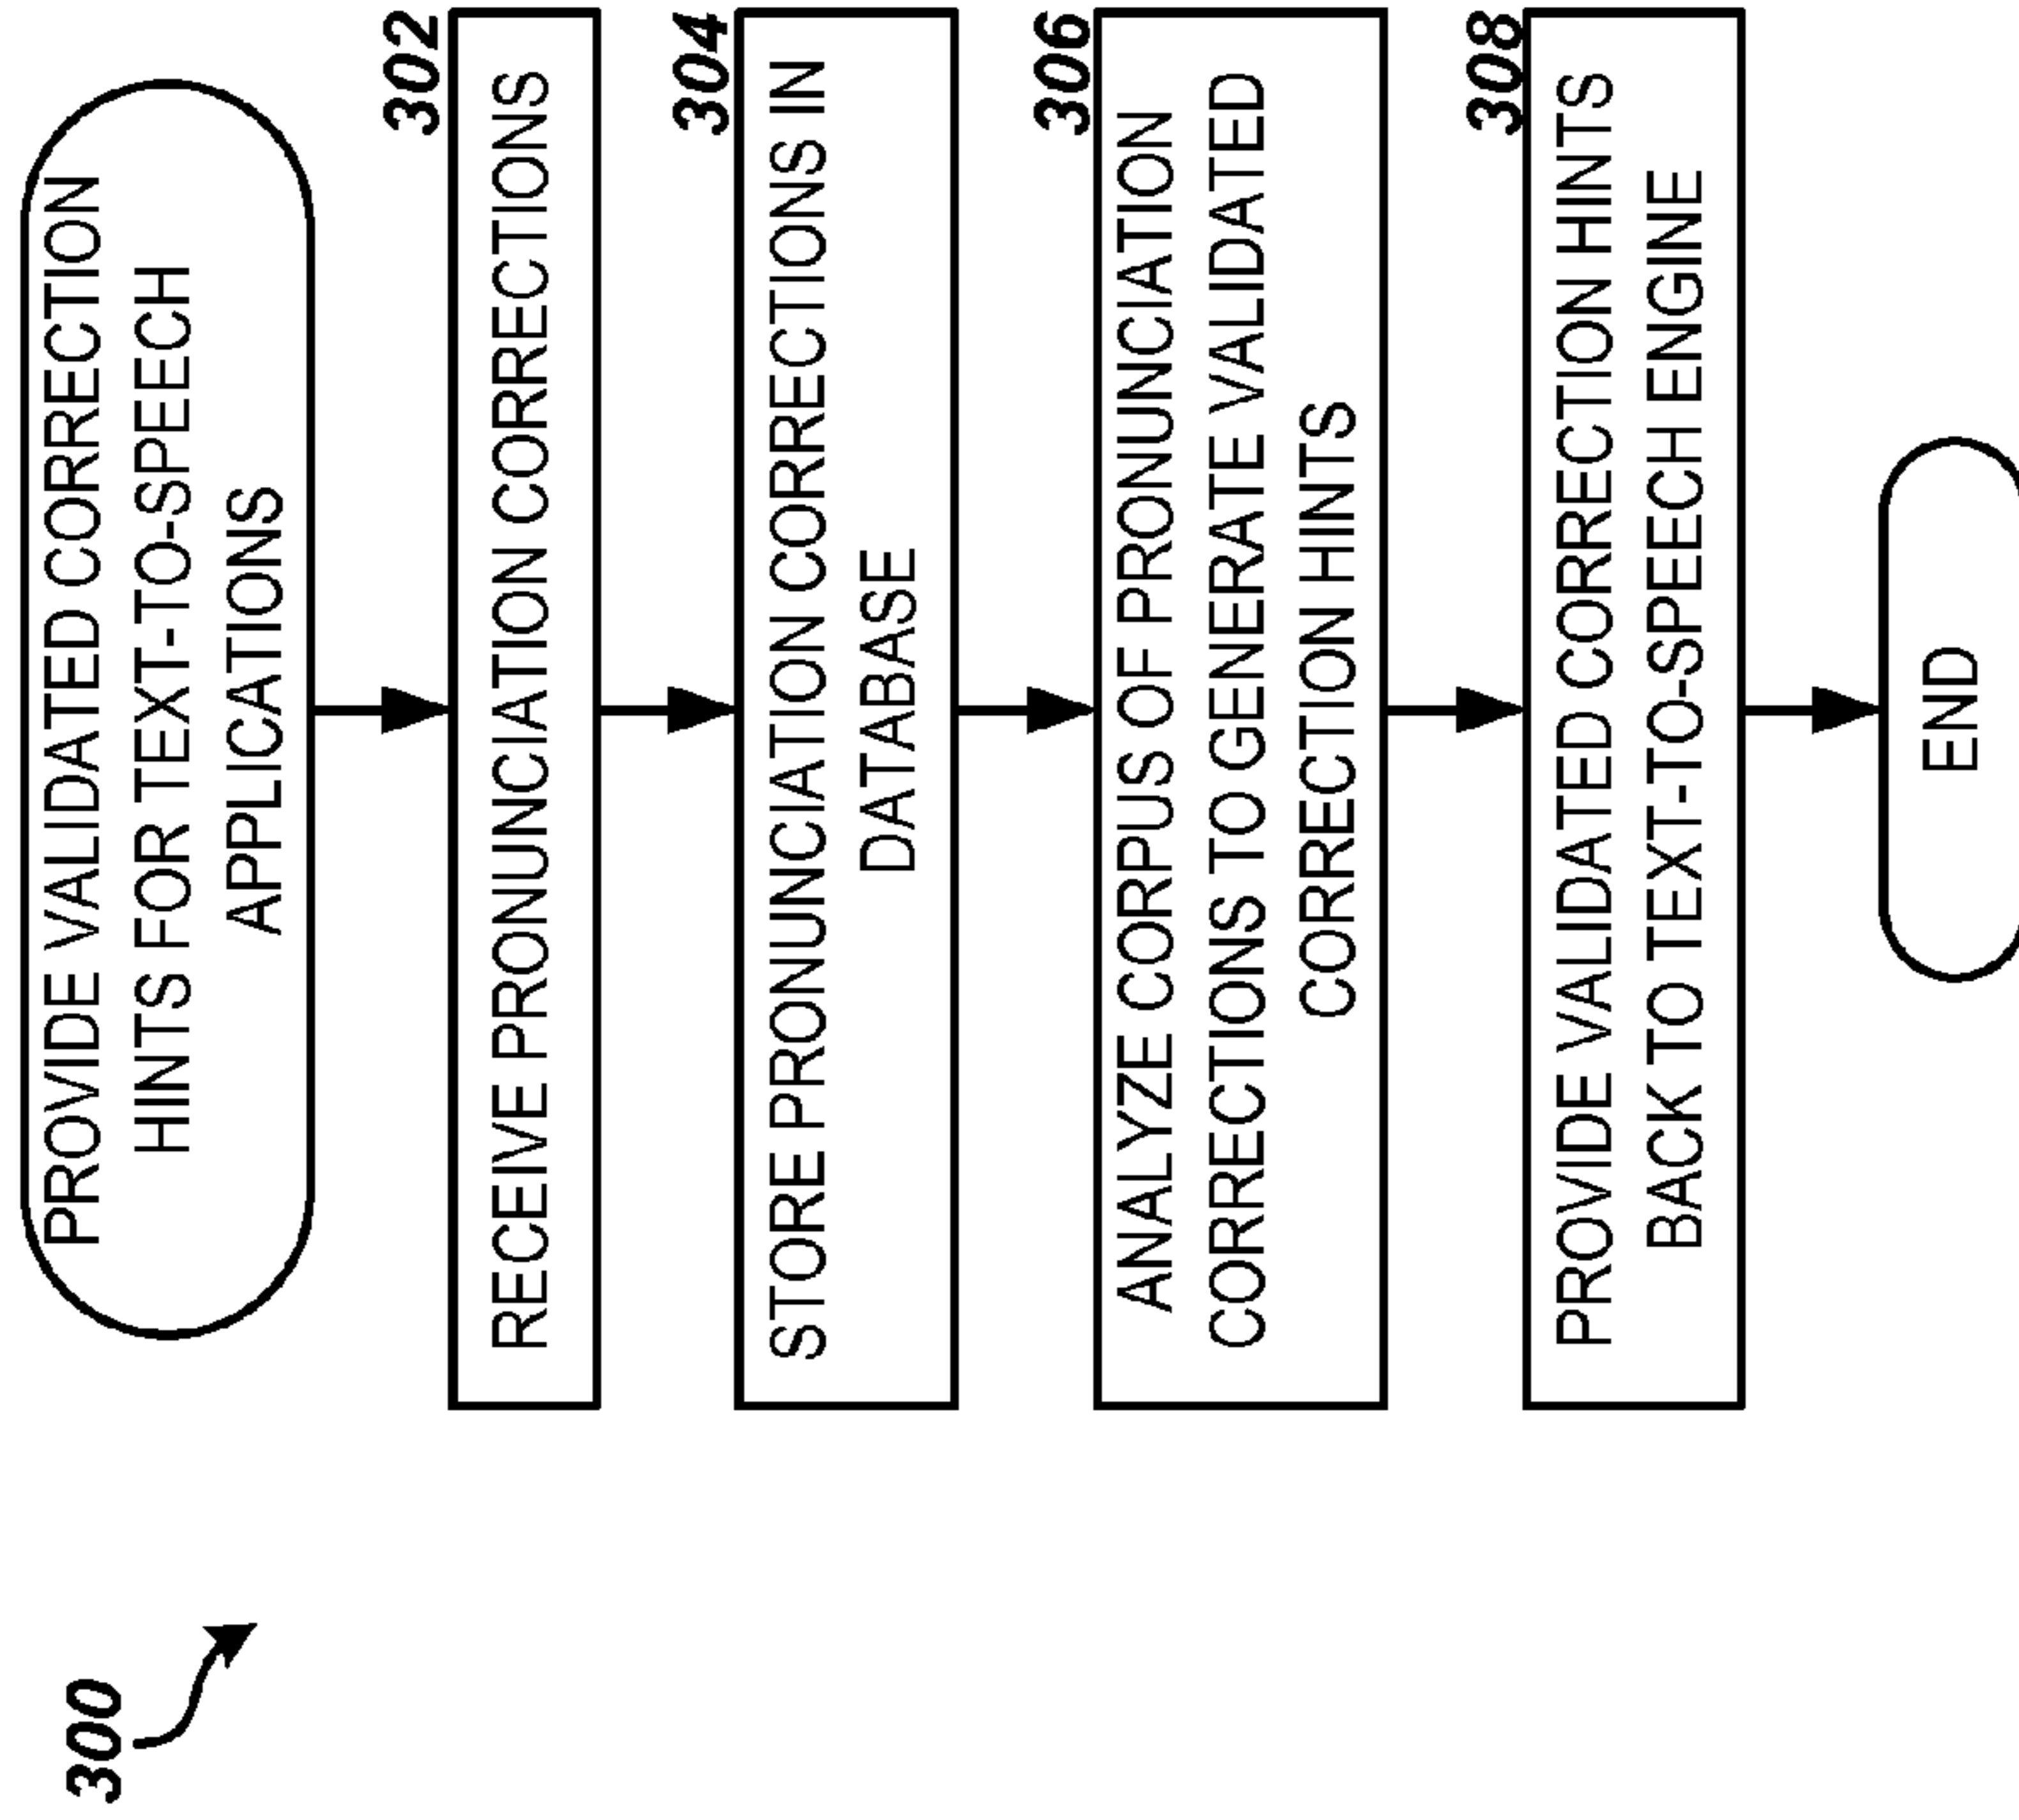 300
PROVIDE VALIDATED CORRECTION
HINTS FOR TEXT-TO-SPEECH
APPLICATIONS
302
RECEIVE PRONUNCIATION CORRECTIONS
304
STORE PRONUNCIATION CORRECTIONS IN
DATABASE
306
ANALYZE CORPUS OF PRONUNCIATION
CORRECTIONS TO GENERATE VALIDATED
CORRECTION HINTS
308
PROVIDE VALIDATED CORRECTION HINTS
BACK TO TEXT-TO-SPEECH ENGINE
END